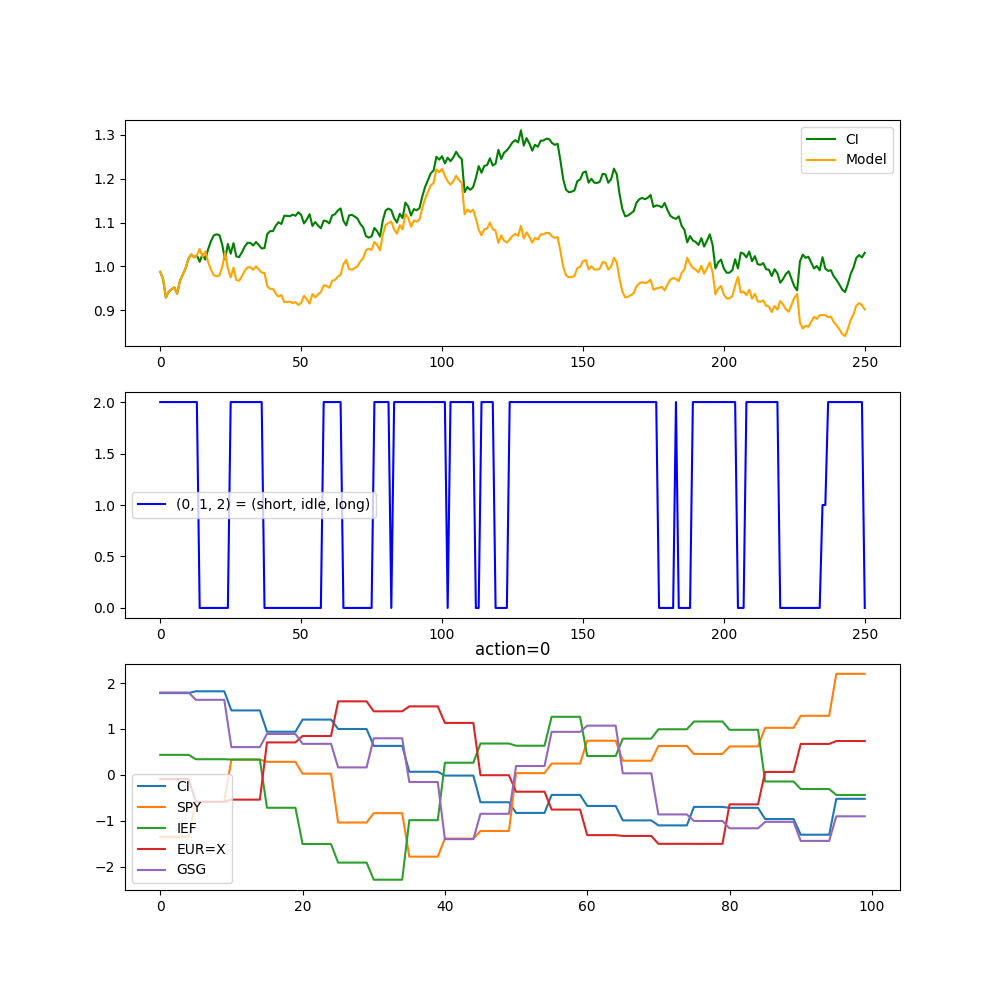 1.3
1.2
1.1
1.0
0.9
CI
Model
0 50 100 150 200 250
2.0
1.5
1.0
0.5
0.0
(0, 1, 2) = (short, idle, long)
0 50 100 150 200 250
action=0
2
1
0
−1
−2
CI
SPY
IEF
EUR=X
GSG
0 20 40 60 80 100